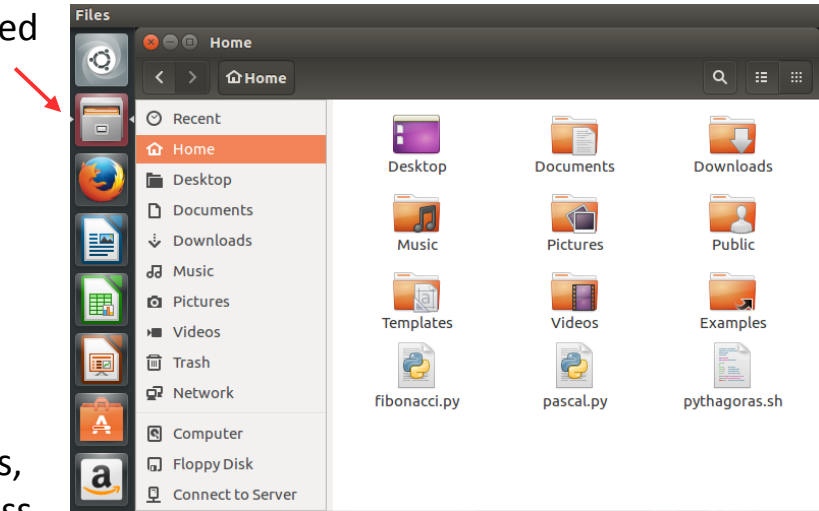 ed
Files
Home
Home
Recent
Home
Desktop
Documents
Downloads
Music
Pictures
Videos
Trash
Network
Computer
Floppy Disk
Connect to Server
Desktop Documents Downloads
Music Pictures Public
Templates Videos Examples
fibonacci.py pascal.py pythagoras.sh
s,